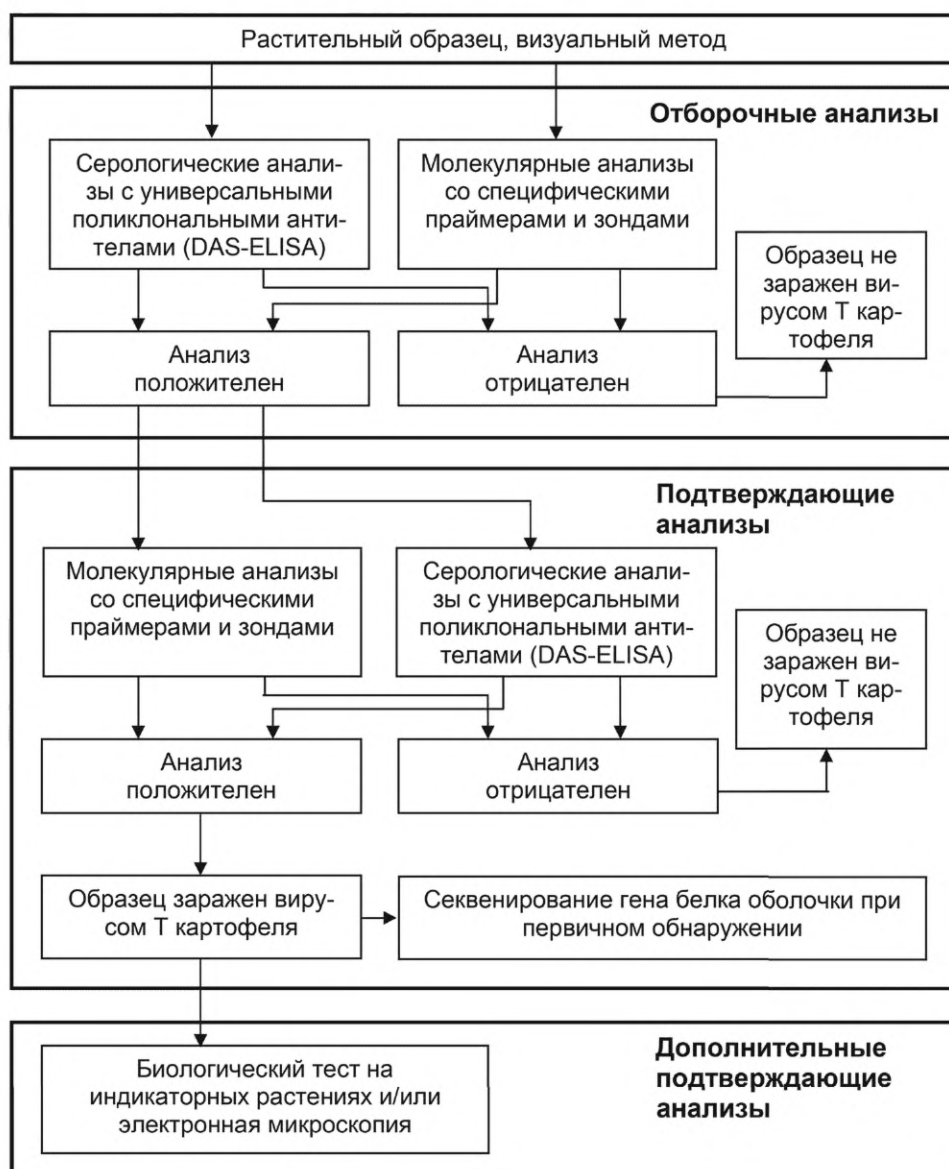 Растительный образец, визуальный метод
Отборочные анализы
Серологические анали-
зы с универсальными
поликлональными анти-
телами (DAS-ELISA)
Молекулярные анализы
со специфическими
праймерами и зондами
Образец не
заражен ви-
русом Т кар-
тофеля
Анализ
положителен
Анализ
отрицателен
Подтверждающие
анализы
Молекулярные анализы
со специфическими
праймерами и зондами
Серологические анали-
зы с универсальными
поликлональными анти-
телами (DAS-ELISA)
Образец не
заражен ви-
русом Т кар-
тофеля
Анализ
положителен
Анализ
отрицателен
Образец заражен виру-
сом Т картофеля
Секвенирование гена белка оболочки при
первичном обнаружении
Дополнительные
подтверждающие
анализы
Биологический тест на
индикаторных растениях и/или
электронная микроскопия